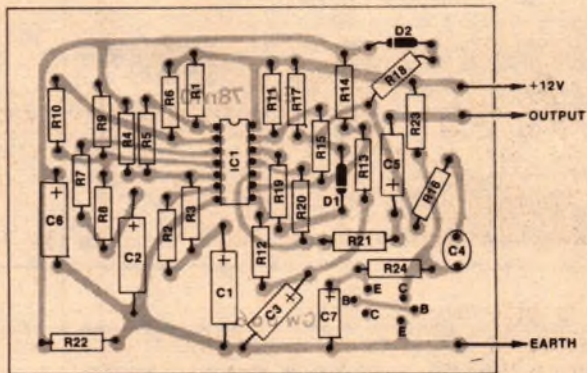 D2
+12V
OUTPUT
EARTH
R10
R9
R4
R5
R6
R1
R11
R17
R14
R18
R23
R15
R13
C5
R7
R8
R2
R3
IC1
R19
R20
D1
R16
C6
C2
C1
R12
R21
R24
C4
C3
C7
E
C
B
B
C
E
R22